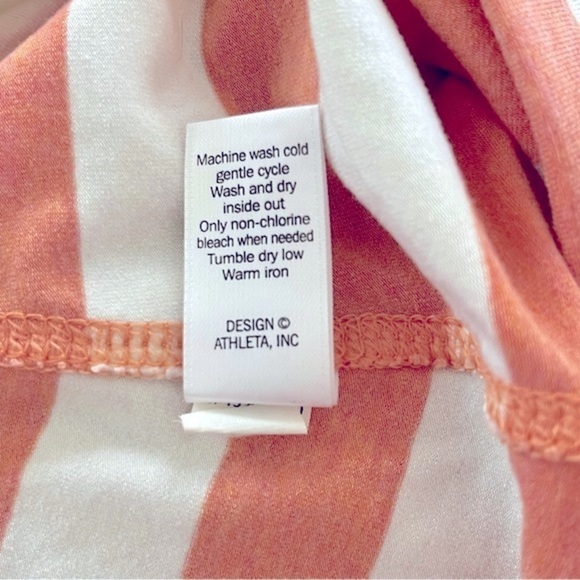 Machine wash cold
gentle cycle
Wash and dry
inside out
Only non-chlorine
bleach when needed
Tumble dry low
Warm iron
DESIGN ©
ATHLETA, INC